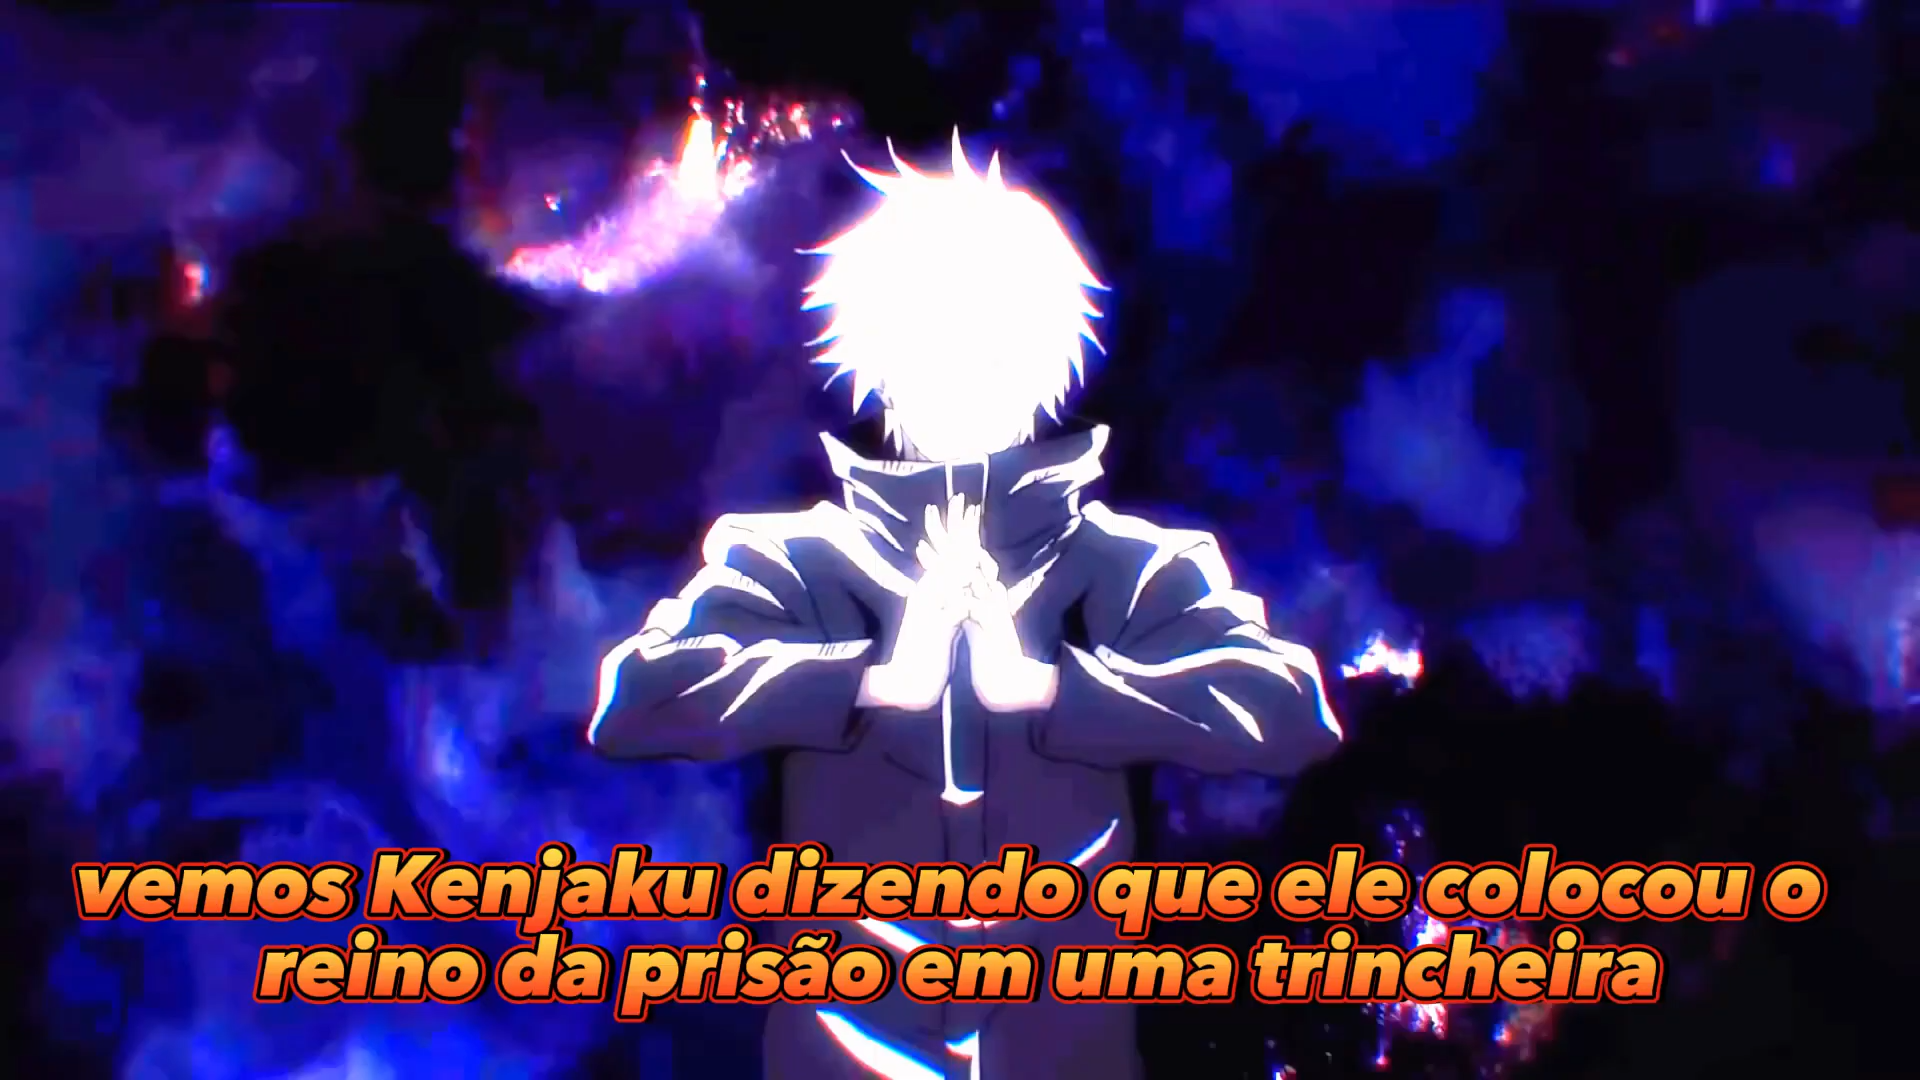 vemos Kenjaku dizendo que ele colocou o
reino da prisão em uma trincheira